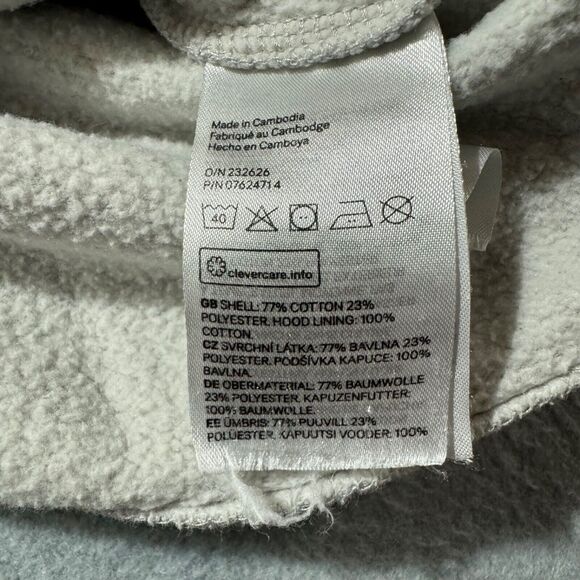 Made in Cambodia
Fabriqué au Cambodge
Hecho en Camboya
O/N 232626
P/N 07624714
40
clevercare.info
GB SHELL: 77% COTTON 23%
POLYESTER. HOOD LINING: 100%
COTTON.
CZ SVRCHNÍ LÁTKA: 77% BAVLNA 23%
POLYESTER. PODŠÍVKA KAPUCE: 100%
BAVLNA.
DE OBERMATERIAL: 77% BAUMWOLLE
23% POLYESTER. KAPUZENFUTTER:
100% BAUMWOLLE.
EE ÜMBRIS: 77% PUUVILL 23%
POLUESTER. KAPUUTSI VOODER: 100%